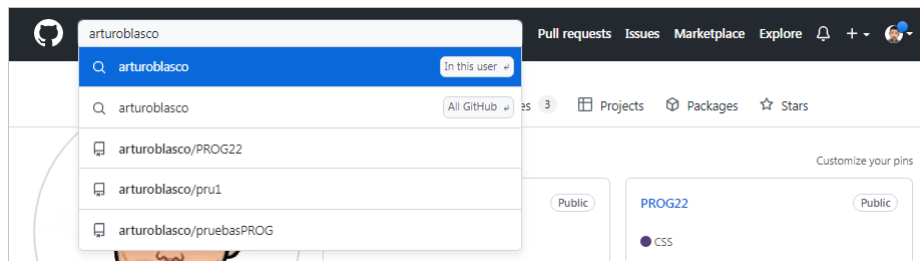 arturoblasco
Pull requests Issues Marketplace Explore
arturoblasco In this user
arturoblasco All GitHub
3 Projects Packages Stars
arturoblasco/PROG22
arturoblasco/pru1
arturoblasco/pruebasPROG
Customize your pins
Public
PROG22 Public
CSS